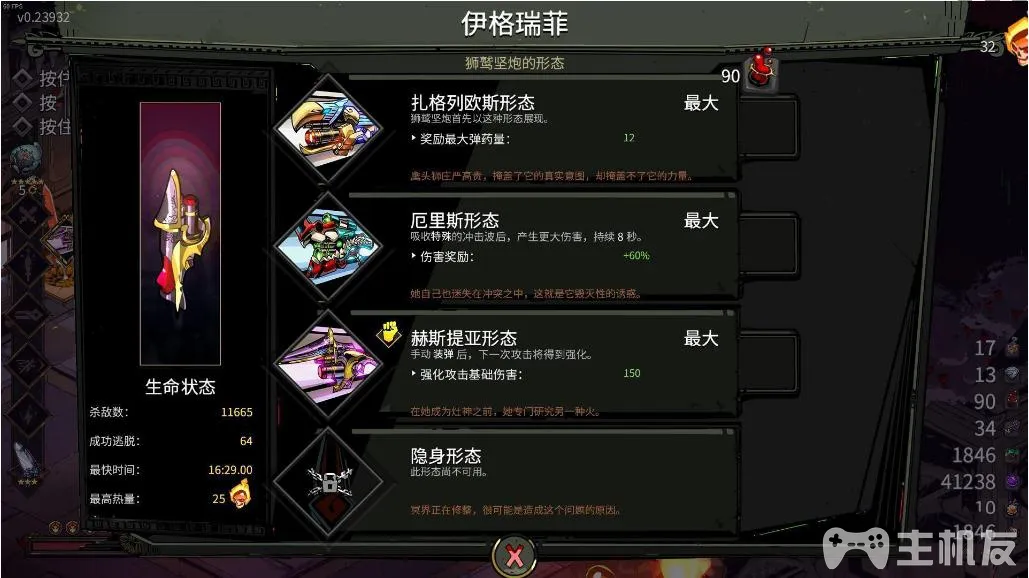 60 FPS
v0.23932
伊格瑞菲
32
狮鹫坚炮的形态
90
按住
按
按住
5
扎格列欧斯形态
最大
狮鹫坚炮首先以这种形态展现。
奖励最大弹药量：
12
鹰头狮庄严高贵，掩盖了它的真实意图，却掩盖不了它的力量。
厄里斯形态
最大
吸收特殊的冲击波后，产生更大伤害，持续 8 秒。
伤害奖励：
+60%
她自己也迷失在冲突之中，这就是它毁灭性的诱惑。
赫斯提亚形态
最大
手动 装弹 后，下一次攻击将得到强化。
强化攻击基础伤害：
150
在她成为灶神之前，她专门研究另一种火。
隐身形态
此形态尚不可用。
冥界正在修整，很可能是造成这个问题的原因。
生命状态
杀敌数：
11665
成功逃脱：
64
最快时间：
16:29.00
最高热量：
25
17
13
90
34
1846
41238
10
1846
主机友